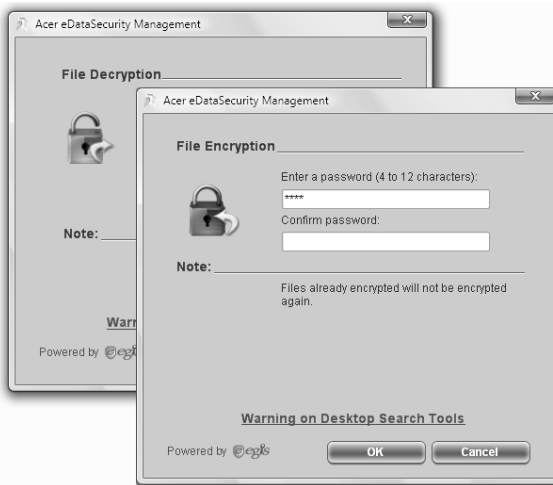 Acer eDataSecurity Management
File Decryption
Note:
Powered by egis
Acer eDataSecurity Management
File Encryption
Enter a password (4 to 12 characters):
****
Confirm password:
Note:
Files already encrypted will not be encrypted
again.
Warning on Desktop Search Tools
Powered by egis
OK
Cancel